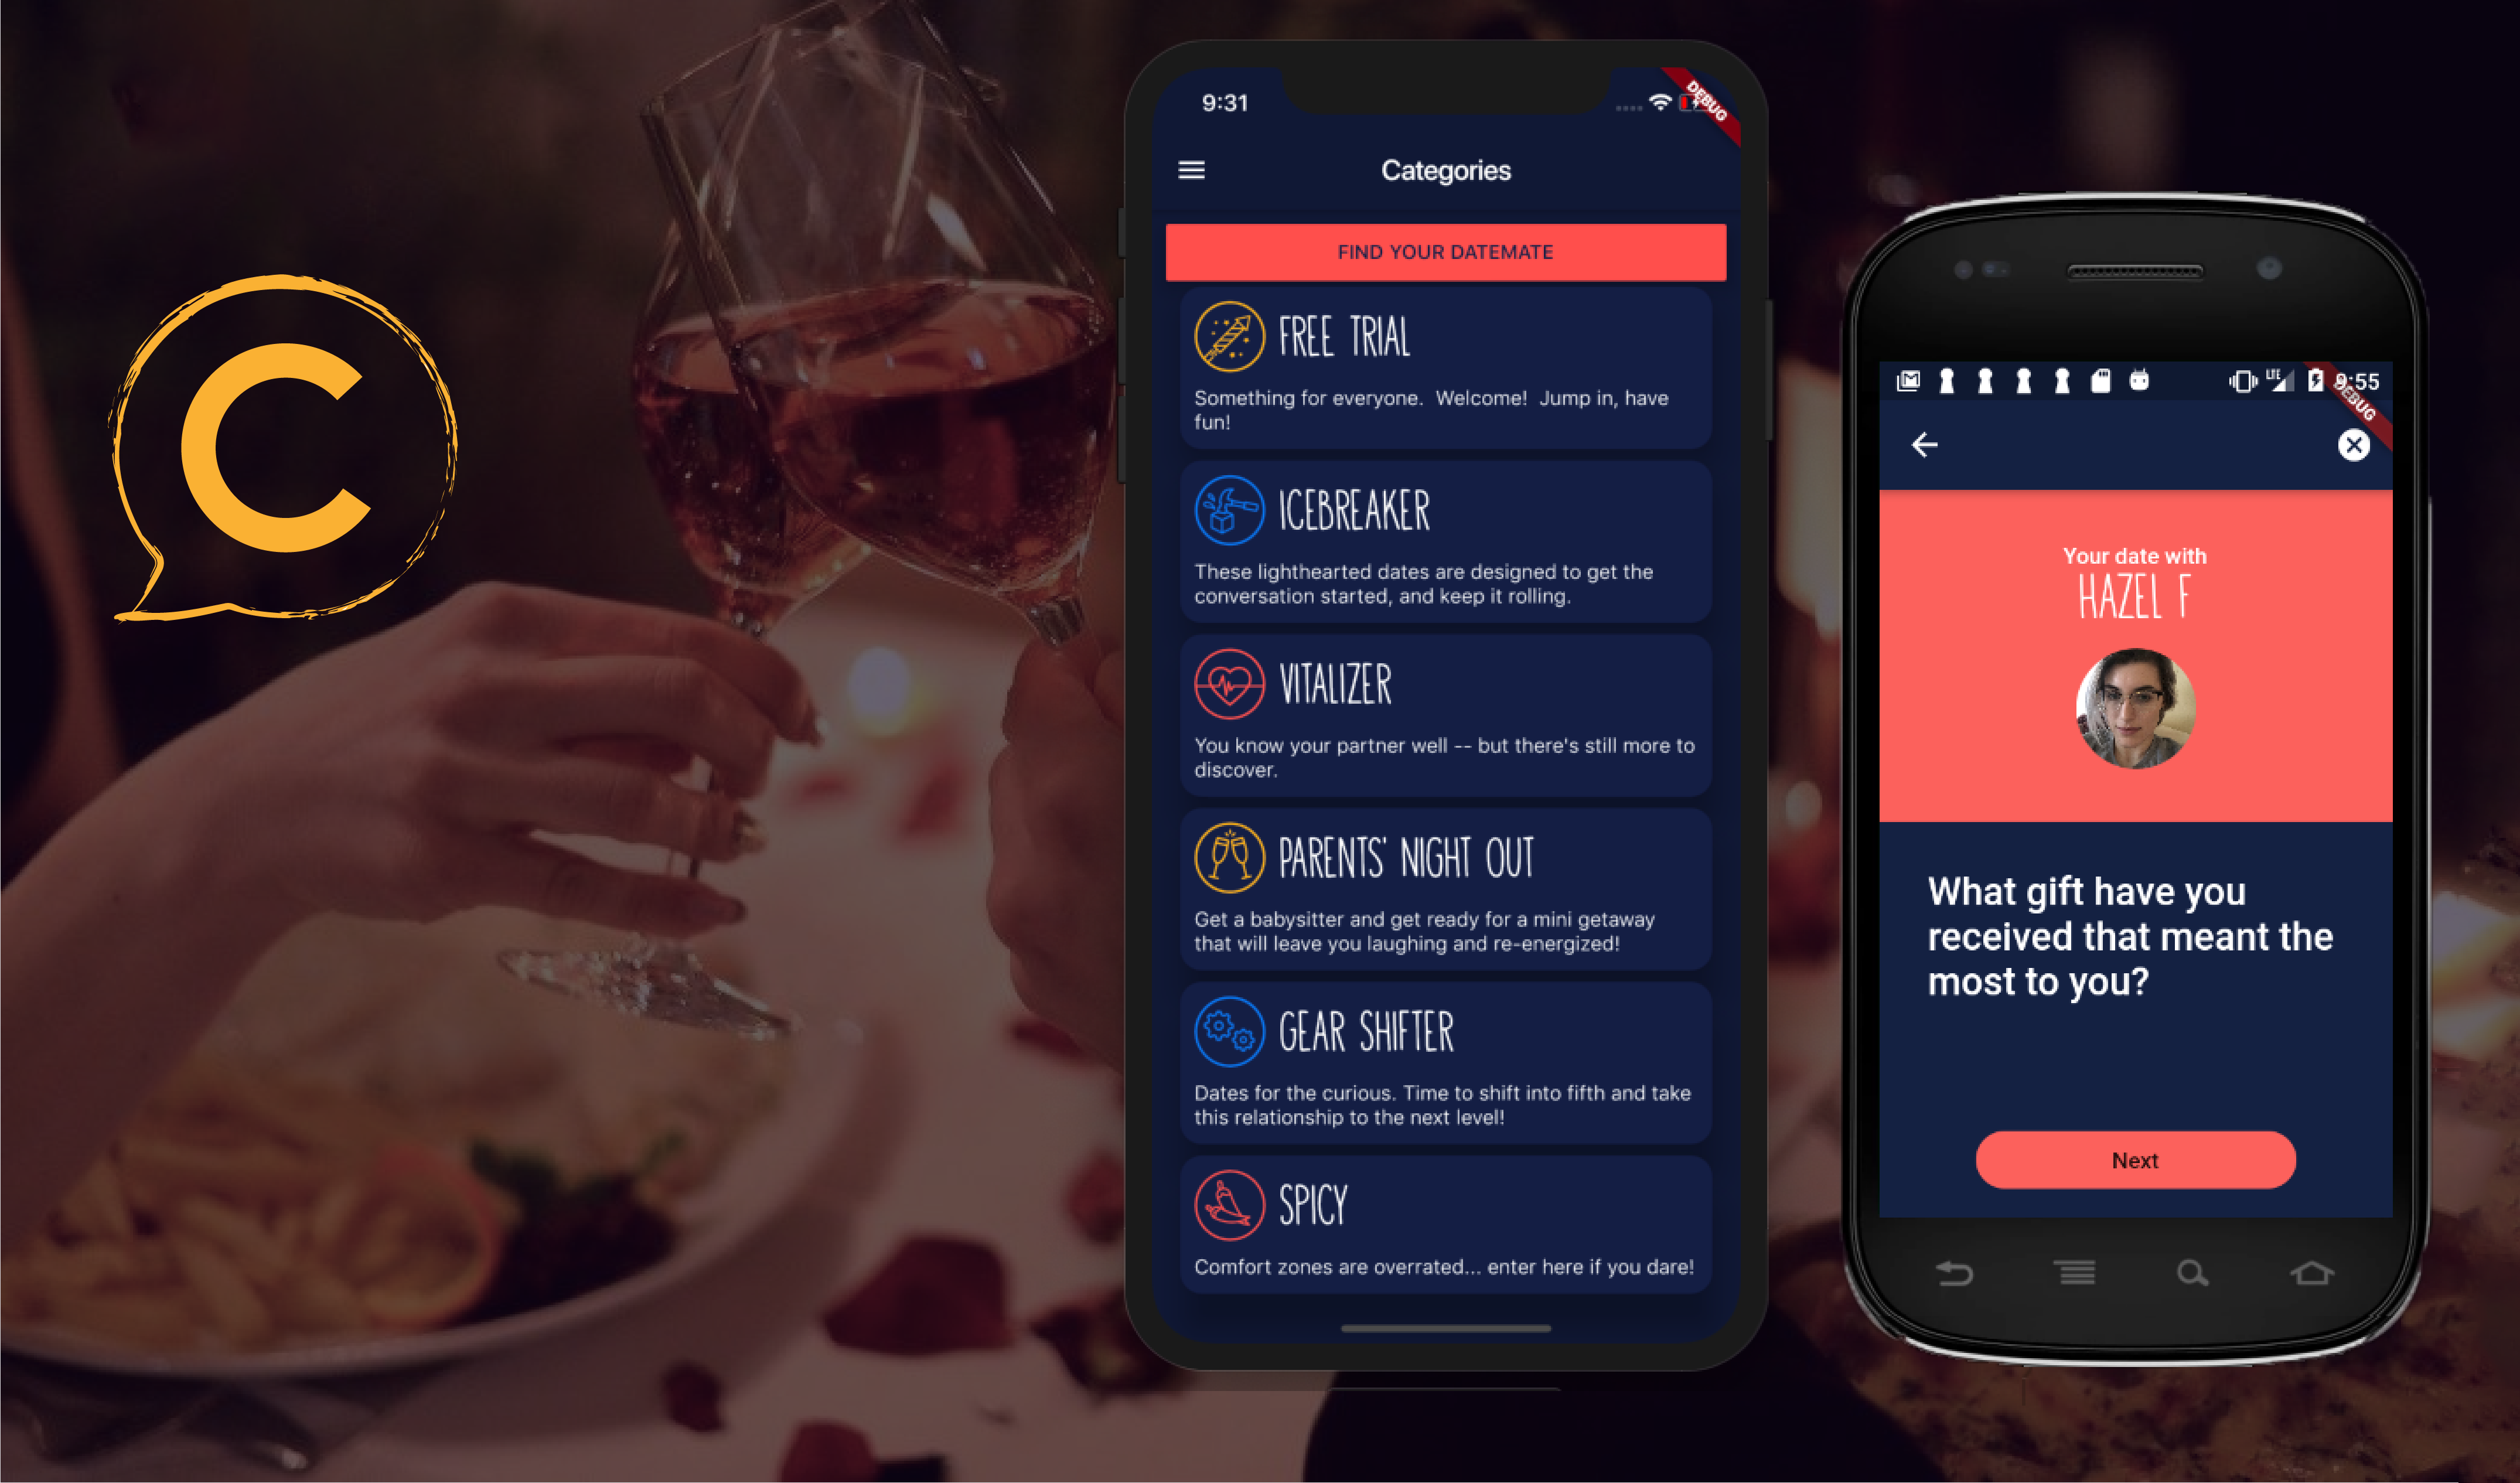 C
9:31
DEBUG
Categories
FIND YOUR DATEMATE
FREE TRIAL
Something for everyone.  Welcome!  Jump in, have
fun!
ICEBREAKER
These lighthearted dates are designed to get the
conversation started, and keep it rolling.
VITALIZER
You know your partner well -- but there's still more to
discover.
PARENTS' NIGHT OUT
Get a babysitter and get ready for a mini getaway
that will leave you laughing and re-energized!
GEAR SHIFTER
Dates for the curious. Time to shift into fifth and take
this relationship to the next level!
SPICY
Comfort zones are overrated... enter here if you dare!
LTE 9:55
DEBUG
Your date with
HAZEL F
What gift have you
received that meant the
most to you?
Next